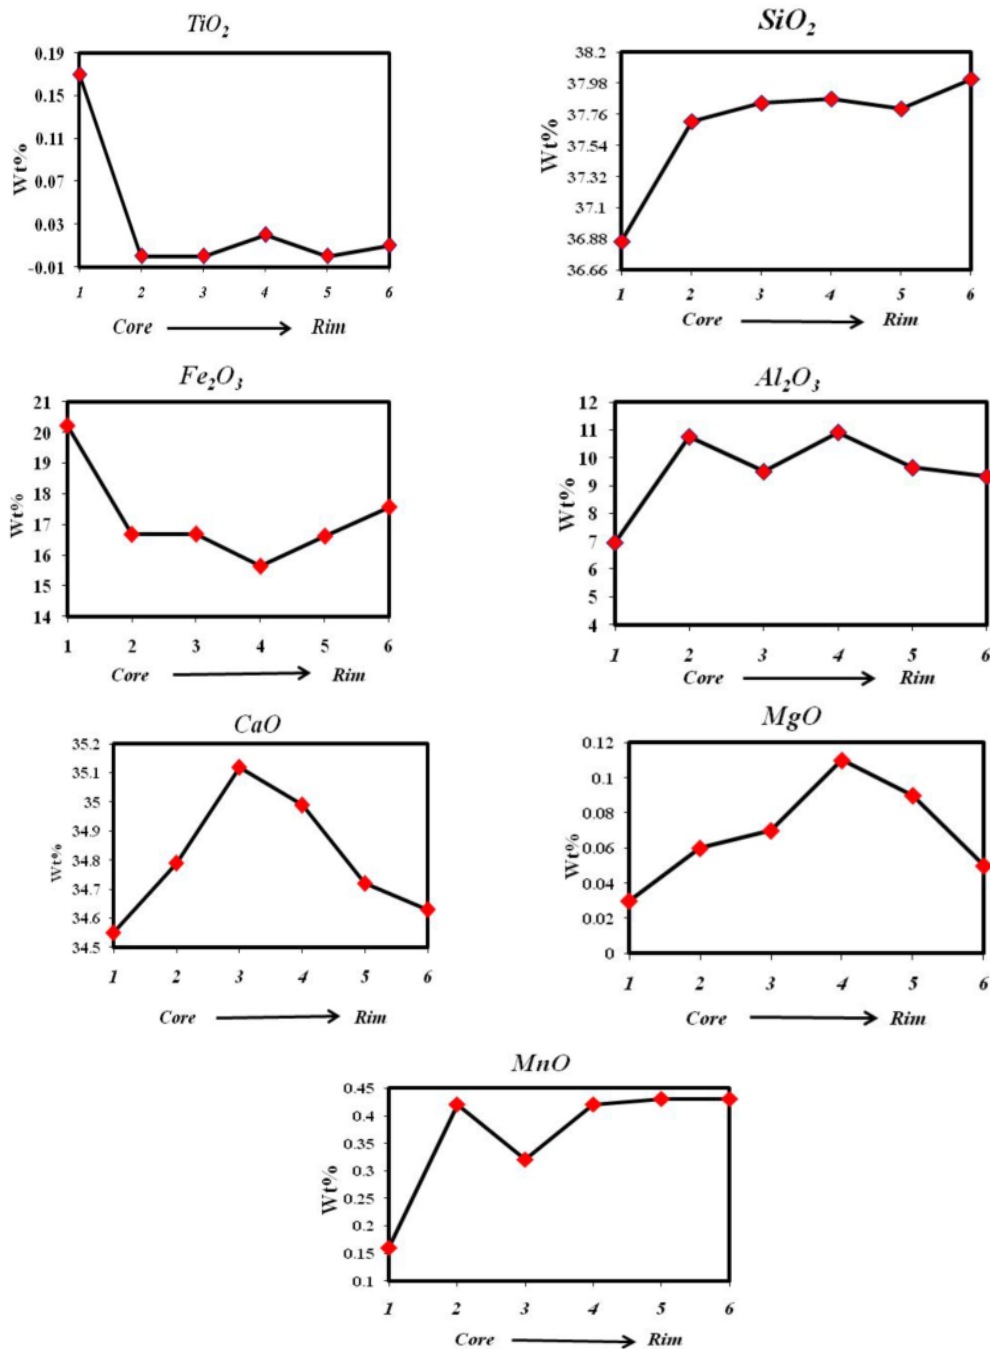 TiO2
0.19
0.15
0.11
0.07
0.03
-0.01
Wt%
1 2 3 4 5 6
Core Rim
SiO2
38.2
37.98
37.76
37.54
37.32
37.1
36.88
36.66
Wt%
1 2 3 4 5 6
Core Rim
Fe2O3
21
20
19
18
17
16
15
14
Wt%
1 2 3 4 5 6
Core Rim
Al2O3
12
11
10
9
8
7
6
5
4
Wt%
1 2 3 4 5 6
Core Rim
CaO
35.2
35.1
35
34.9
34.8
34.7
34.6
34.5
Wt%
1 2 3 4 5 6
Core Rim
MgO
0.12
0.1
0.08
0.06
0.04
0.02
0
Wt%
1 2 3 4 5 6
Core Rim
MnO
0.45
0.4
0.35
0.3
0.25
0.2
0.15
0.1
Wt%
1 2 3 4 5 6
Core Rim